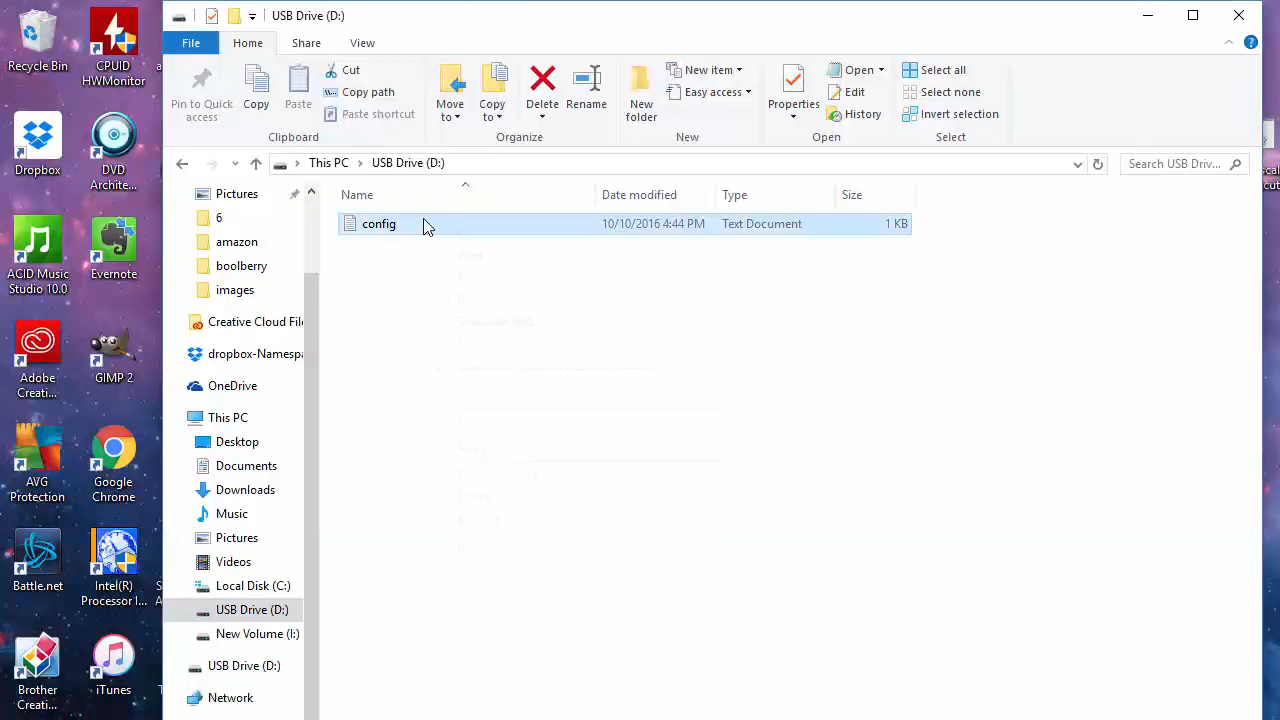 USB Drive (D:)
File
Home
Share
View
Pin to Quick
access
Copy
Paste
Cut
Copy path
Paste shortcut
Clipboard
Move
to
Copy
to
Delete
Rename
Organize
New
folder
New item
Easy access
New
Properties
Open
Edit
History
Open
Select all
Select none
Invert selection
Select
This PC
USB Drive (D:)
Search USB Driv...
Name
Date modified
Type
Size
config
10/10/2016 4:44 PM
Text Document
1 KB
Pictures
6
amazon
boolberry
images
Creative Cloud File
dropbox-Namespa
OneDrive
This PC
Desktop
Documents
Downloads
Music
Pictures
Videos
Local Disk (C:)
USB Drive (D:)
New Volume (I:)
USB Drive (D:)
Network
Recycle Bin
CPUID
HWMonitor
Dropbox
DVD
Archite...
ACID Music
Studio 10.0
Evernote
Adobe
Creati...
GIMP 2
AVG
Protection
Google
Chrome
Battle.net
Intel(R)
Processor I...
Brother
Creati...
iTunes